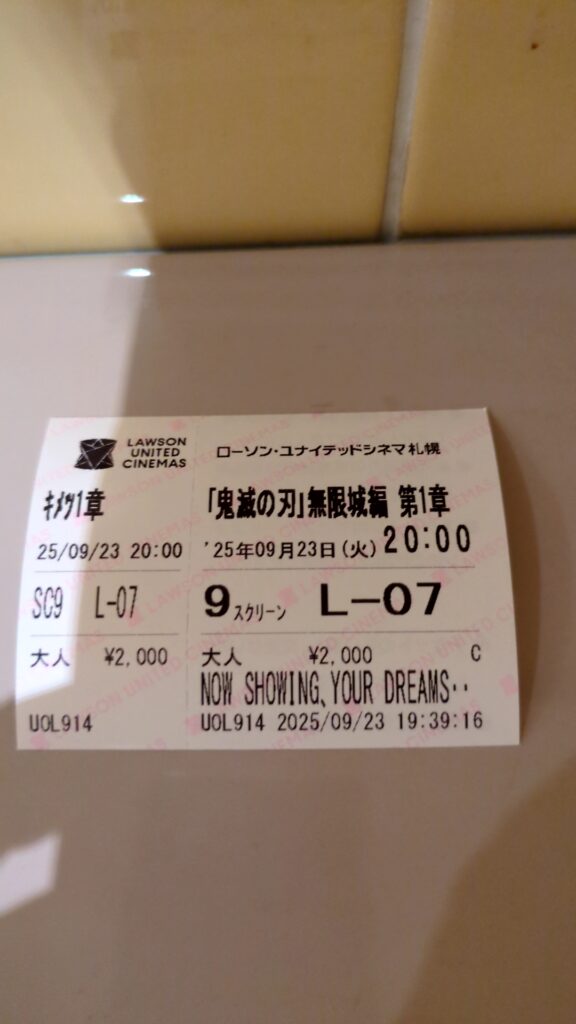 LAWSON
UNITED
CINEMAS
ローソン・ユナイテッドシネマ札幌
ｷﾒﾂ1章
「鬼滅の刃」無限城編 第1章
25/09/23 20:00
'25年09月23日(火) 20:00
SC9 L-07
9スクリーン L-07
大人 ¥2,000
大人 ¥2,000 C
NOW SHOWING､YOUR DREAMS‥
UOL914
UOL914 2025/09/23 19:39:16